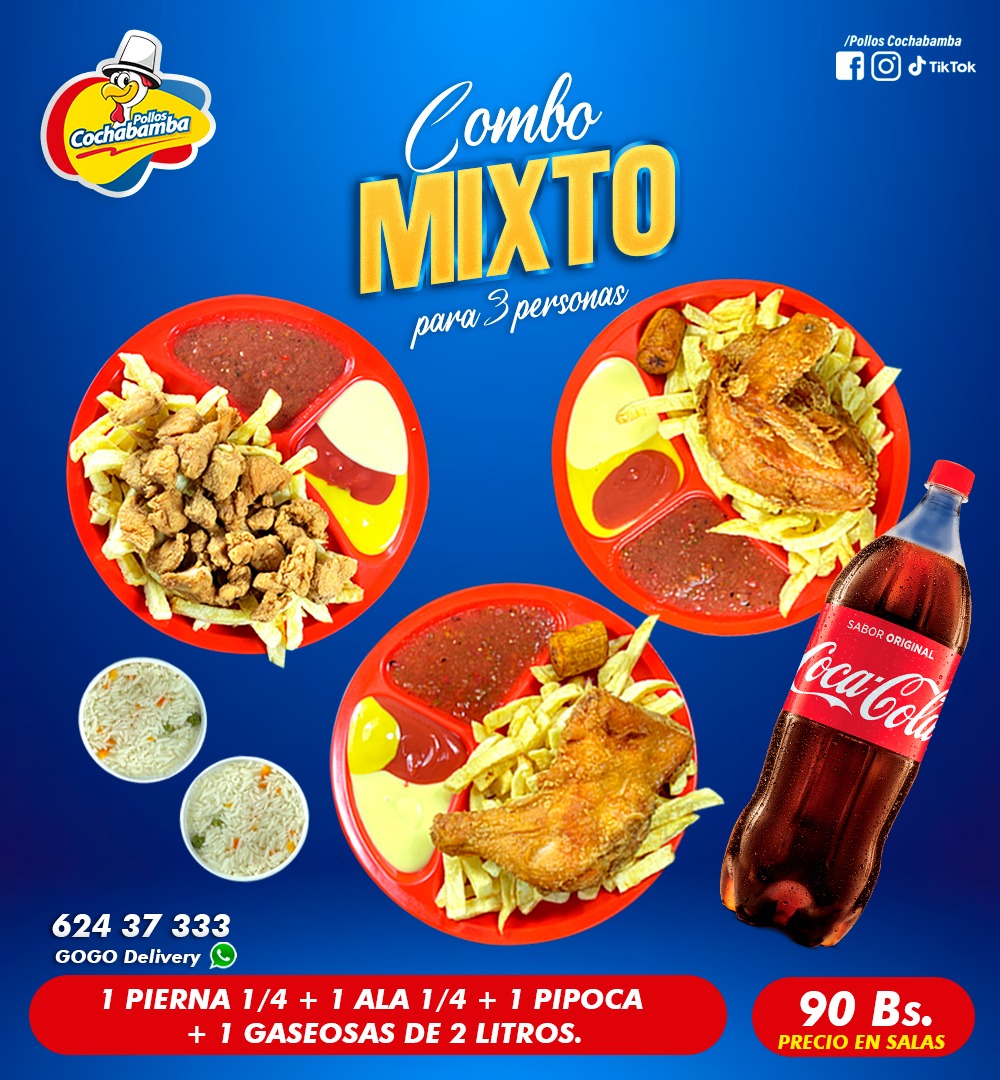 Pollos
Cochabamba
/Pollos Cochabamba
TikTok
Combo
MIXTO
para 3 personas
SABOR ORIGINAL
Coca-Cola
624 37 333
GOGO Delivery
1 PIERNA 1/4 + 1 ALA 1/4 + 1 PIPOCA
+ 1 GASEOSAS DE 2 LITROS.
90 Bs.
PRECIO EN SALAS